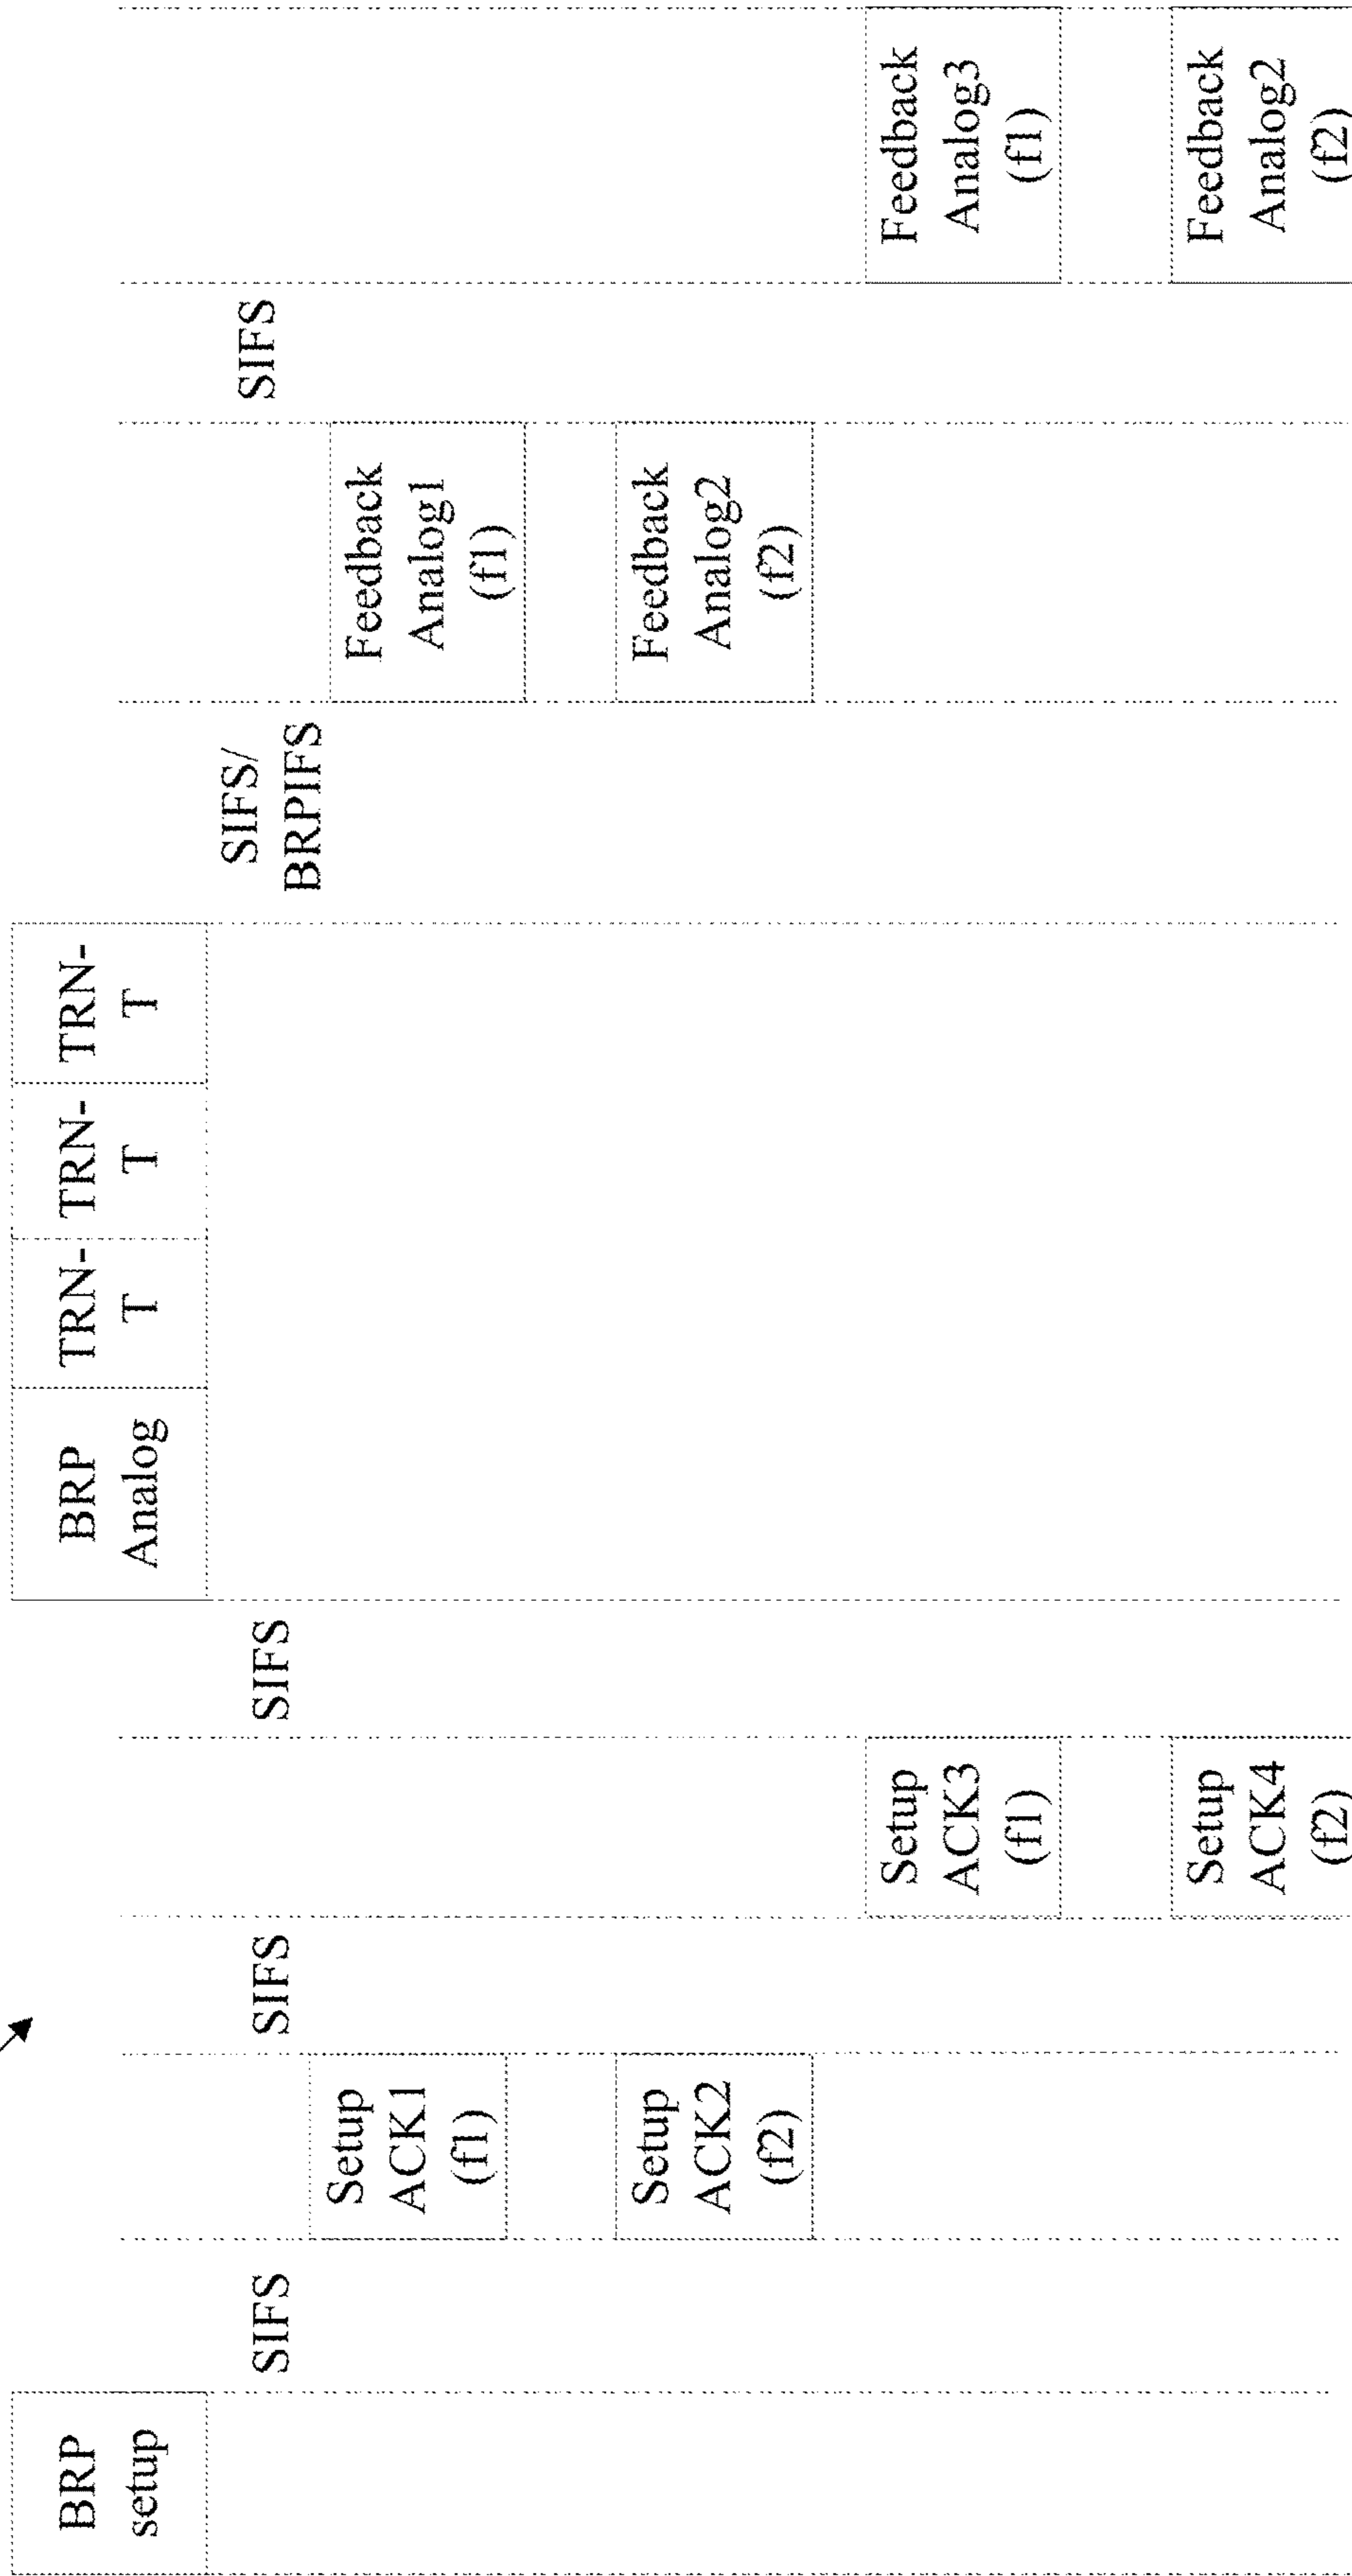 BRP
setup
SIFS
Setup
ACK1
(f1)
Setup
ACK2
(f2)
SIFS
Setup
ACK3
(f1)
Setup
ACK4
(f2)
SIFS
BRP
Analog
TRN-
T
TRN-
T
TRN-
T
SIFS/
BRPIFS
Feedback
Analog1
(f1)
Feedback
Analog2
(f2)
SIFS
Feedback
Analog3
(f1)
Feedback
Analog2
(f2)